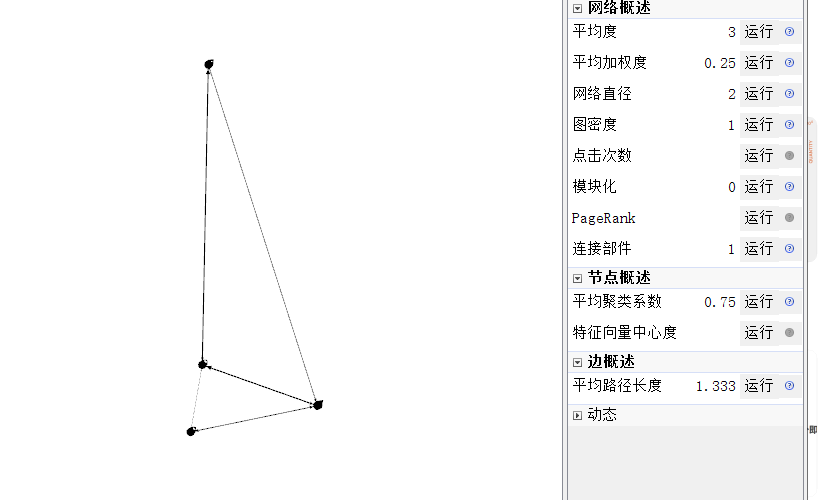 网络概述
平均度 3 运行
平均加权度 0.25 运行
网络直径 2 运行
图密度 1 运行
点击次数 运行
模块化 0 运行
PageRank 运行
连接部件 1 运行
节点概述
平均聚类系数 0.75 运行
特征向量中心度 运行
边概述
平均路径长度 1.333 运行
动态